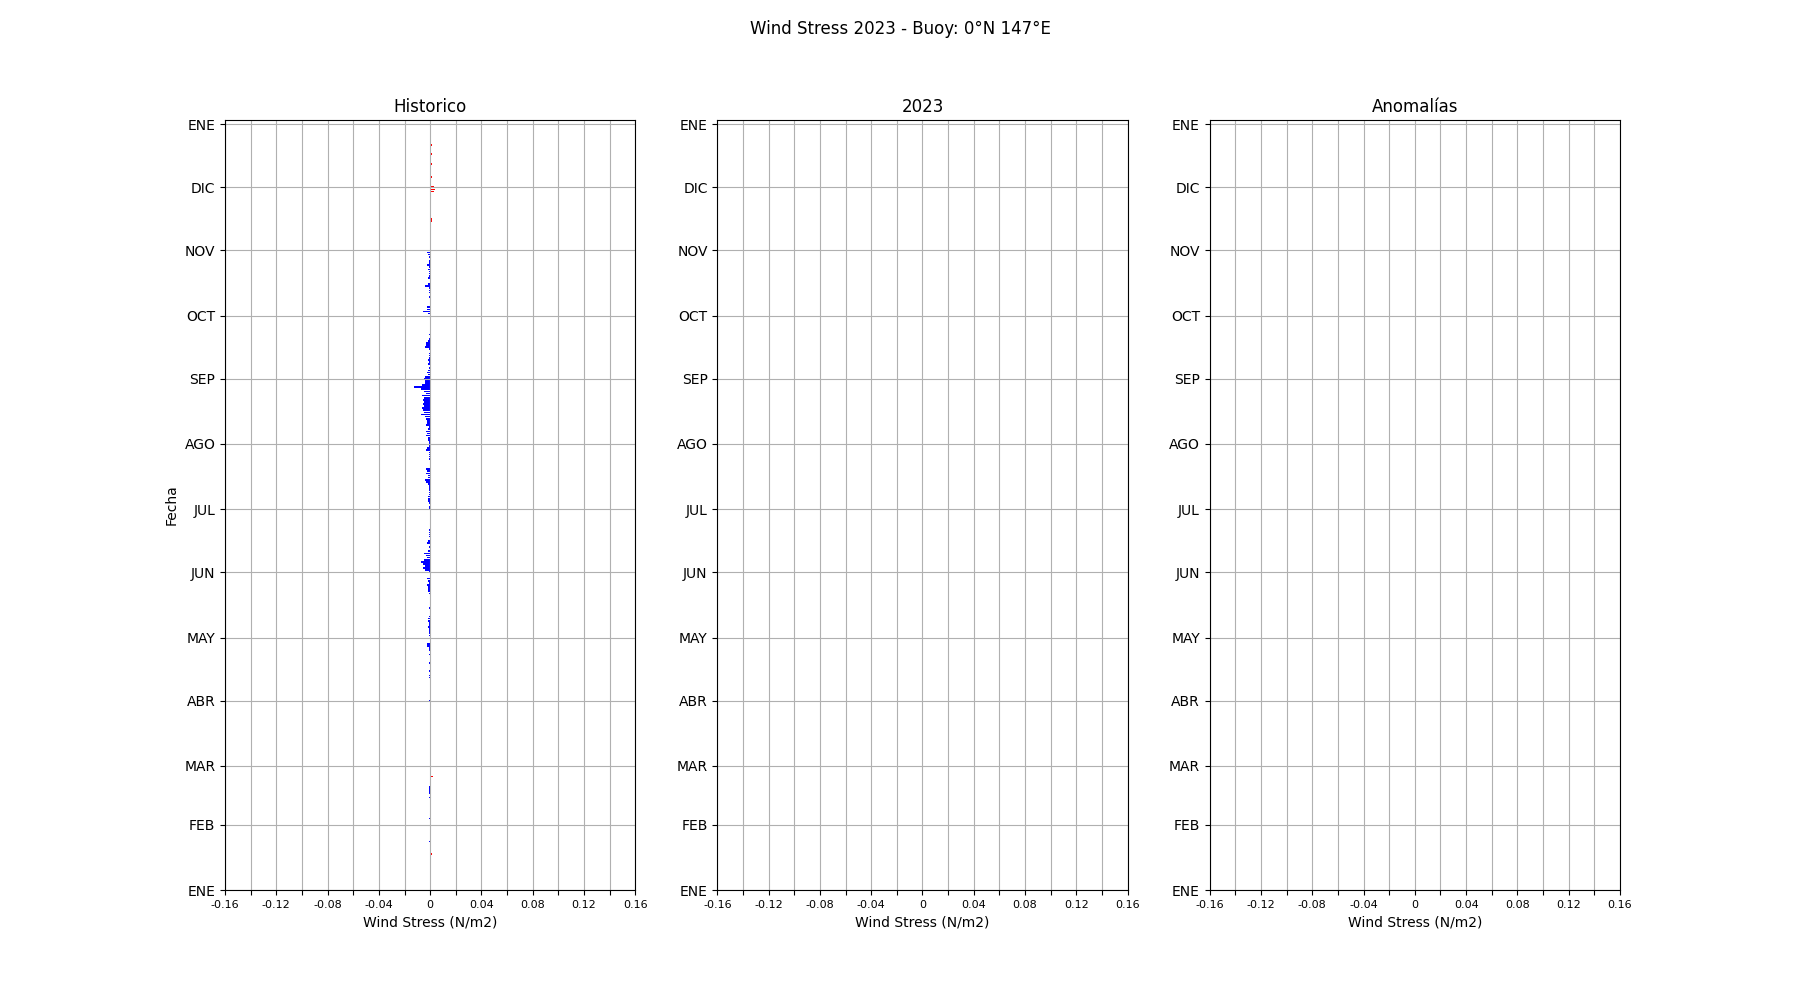 Wind Stress 2023 - Buoy: 0°N 147°E
Historico
ENE
DIC
NOV
OCT
SEP
AGO
JUL
JUN
MAY
ABR
MAR
FEB
ENE
Fecha
-0.16 -0.12 -0.08 -0.04 0 0.04 0.08 0.12 0.16
Wind Stress (N/m2)
2023
ENE
DIC
NOV
OCT
SEP
AGO
JUL
JUN
MAY
ABR
MAR
FEB
ENE
-0.16 -0.12 -0.08 -0.04 0 0.04 0.08 0.12 0.16
Wind Stress (N/m2)
Anomalías
ENE
DIC
NOV
OCT
SEP
AGO
JUL
JUN
MAY
ABR
MAR
FEB
ENE
-0.16 -0.12 -0.08 -0.04 0 0.04 0.08 0.12 0.16
Wind Stress (N/m2)